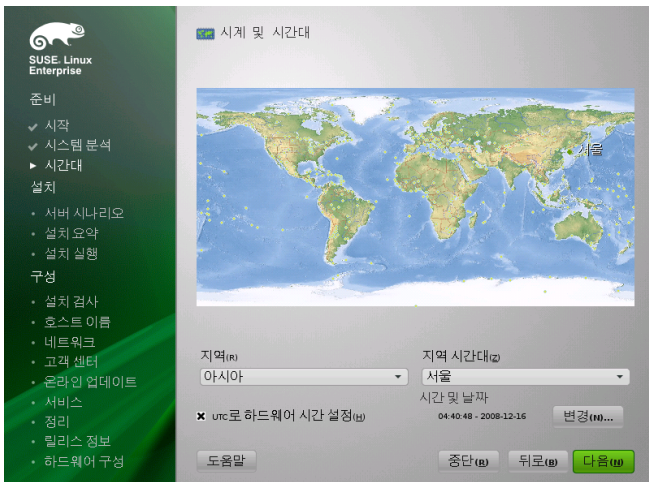 SUSE. Linux
Enterprise
준비
시작
시스템 분석
시간대
설치
서버 시나리오
설치 요약
설치 실행
구성
설치 검사
호스트 이름
네트워크
고객 센터
온라인 업데이트
서비스
정리
릴리스 정보
하드웨어 구성
시계 및 시간대
서울
지역(R)
아시아
지역 시간대(Z)
서울
시간 및 날짜
UTC로 하드웨어 시간 설정(H)
04:40:48 - 2008-12-16
변경(N)...
도움말
중단(R)
뒤로(B)
다음(N)